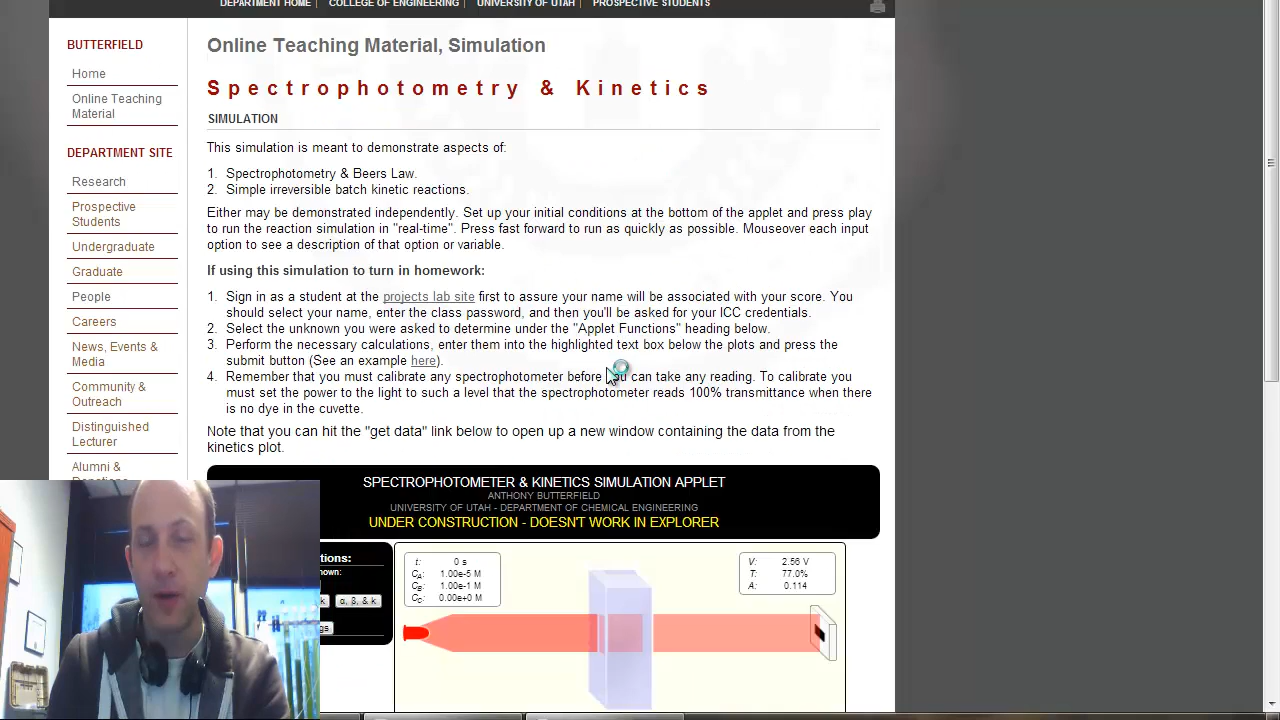 DEPARTMENT HOME | COLLEGE OF ENGINEERING | UNIVERSITY OF UTAH | PROSPECTIVE STUDENTS
BUTTERFIELD
Home
Online Teaching
Material
DEPARTMENT SITE
Research
Prospective
Students
Undergraduate
Graduate
People
Careers
News, Events &
Media
Community &
Outreach
Distinguished
Lecturer
Alumni &
Online Teaching Material, Simulation
Spectrophotometry & Kinetics
SIMULATION
This simulation is meant to demonstrate aspects of:
1. Spectrophotometry & Beers Law.
2. Simple irreversible batch kinetic reactions.
Either may be demonstrated independently. Set up your initial conditions at the bottom of the applet and press play
to run the reaction simulation in "real-time". Press fast forward to run as quickly as possible. Mouseover each input
option to see a description of that option or variable.
If using this simulation to turn in homework:
1. Sign in as a student at the projects lab site first to assure your name will be associated with your score. You
should select your name, enter the class password, and then you'll be asked for your ICC credentials.
2. Select the unknown you were asked to determine under the "Applet Functions" heading below.
3. Perform the necessary calculations, enter them into the highlighted text box below the plots and press the
submit button (See an example here).
4. Remember that you must calibrate any spectrophotometer before you can take any reading. To calibrate you
must set the power to the light to such a level that the spectrophotometer reads 100% transmittance when there
is no dye in the cuvette.
Note that you can hit the "get data" link below to open up a new window containing the data from the
kinetics plot.
SPECTROPHOTOMETER & KINETICS SIMULATION APPLET
ANTHONY BUTTERFIELD
UNIVERSITY OF UTAH - DEPARTMENT OF CHEMICAL ENGINEERING
UNDER CONSTRUCTION - DOESN'T WORK IN EXPLORER
tions:
nown:
k α, β, & k
gs
t: 0 s
CA: 1.00e-5 M
CB: 1.00e-1 M
CC: 0.00e+0 M
V: 2.56 V
T: 77.0%
A: 0.114